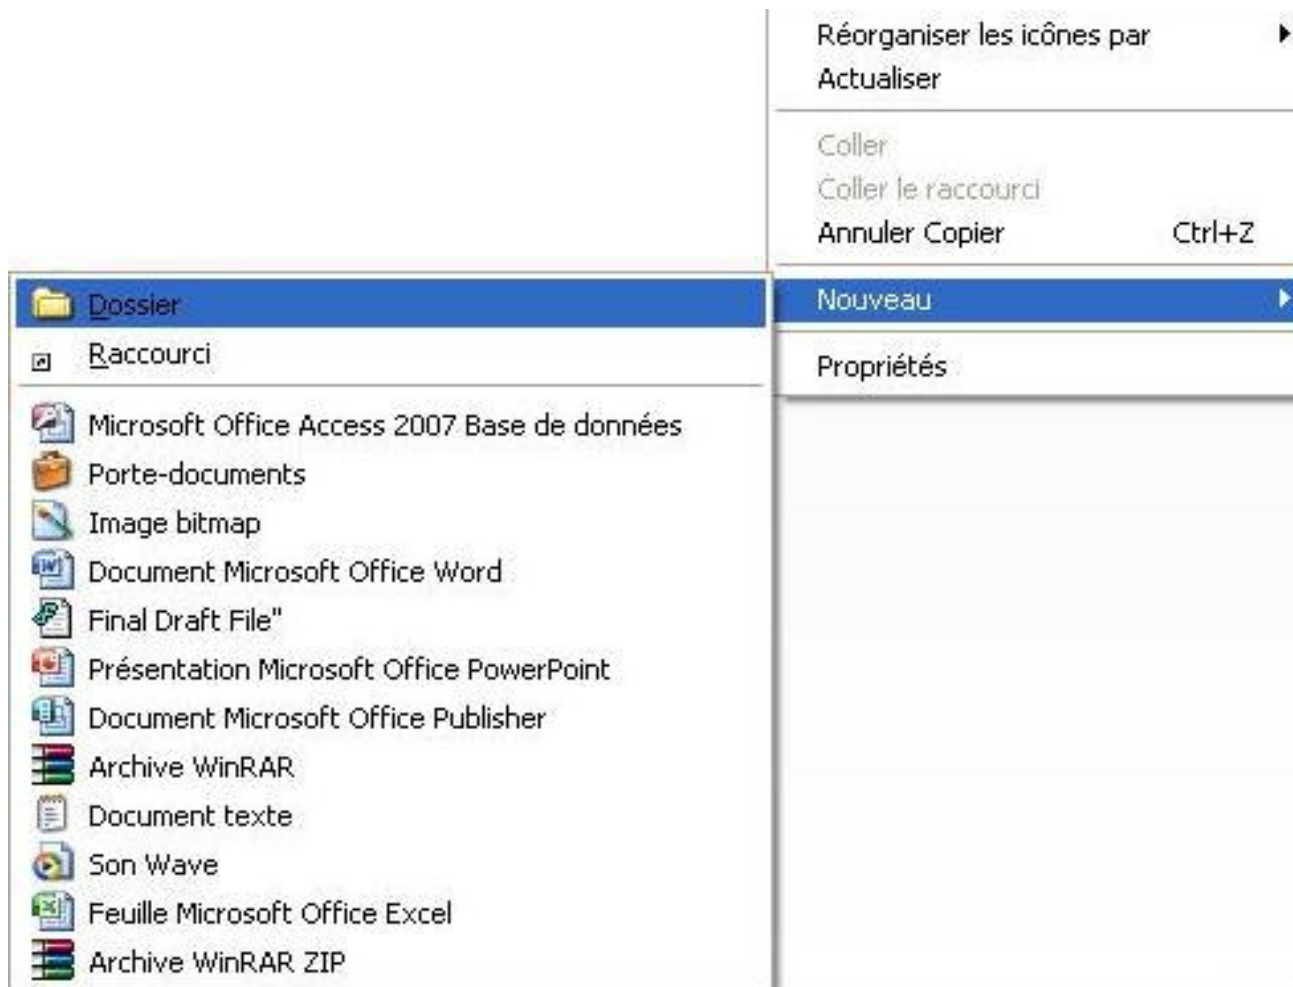 Réorganiser les icônes par
Actualiser
Coller
Coller le raccourci
Annuler Copier Ctrl+Z
Nouveau
Propriétés
Dossier
Raccourci
Microsoft Office Access 2007 Base de données
Porte-documents
Image bitmap
Document Microsoft Office Word
Final Draft File"
Présentation Microsoft Office PowerPoint
Document Microsoft Office Publisher
Archive WinRAR
Document texte
Son Wave
Feuille Microsoft Office Excel
Archive WinRAR ZIP